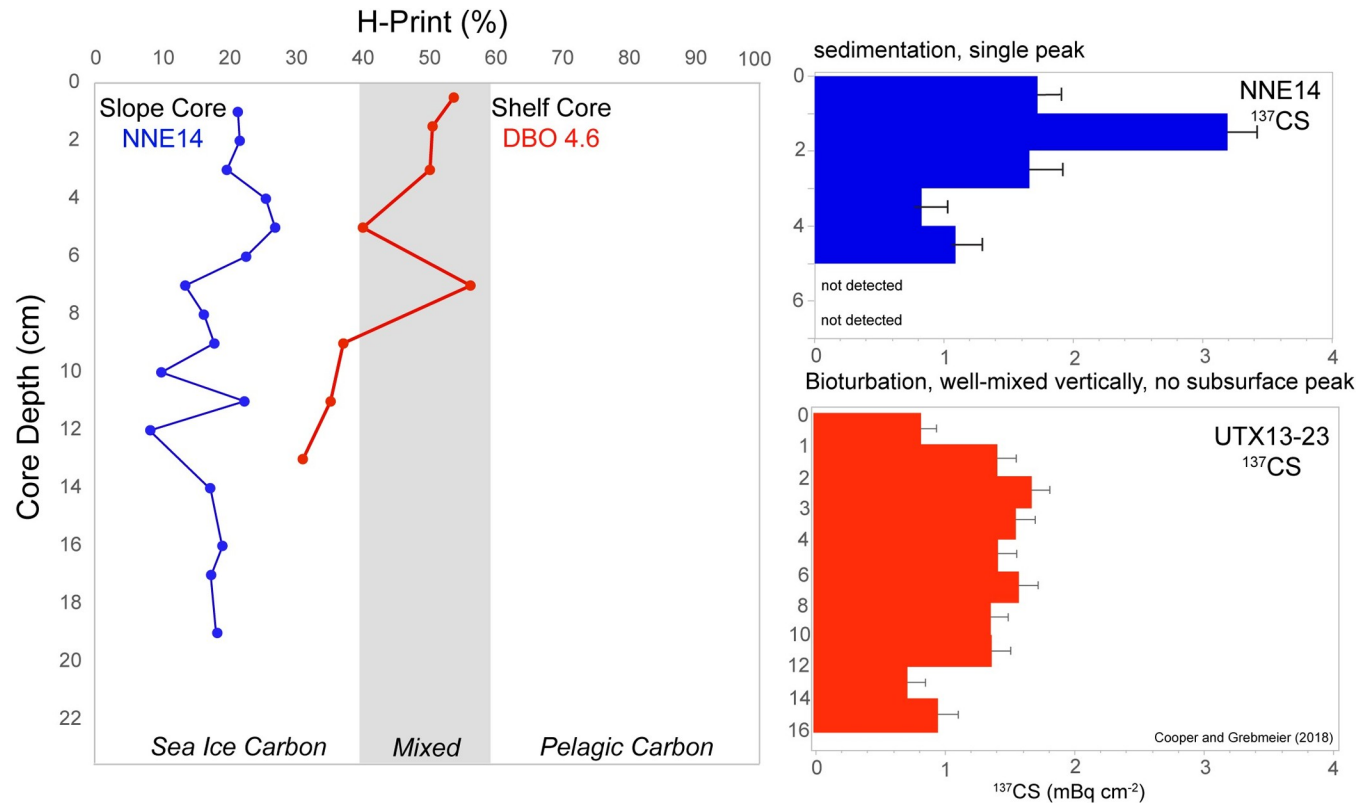 H-Print (%)
0 10 20 30 40 50 60 70 80 90 100
Core Depth (cm)
0
2
4
6
8
10
12
14
16
18
20
22
Slope Core
NNE14
Shelf Core
DBO 4.6
Sea Ice Carbon
Mixed
Pelagic Carbon
sedimentation, single peak
NNE14
¹³⁷CS
0
2
4
6
not detected
not detected
0 1 2 3 4
Bioturbation, well-mixed vertically, no subsurface peak
UTX13-23
¹³⁷CS
0
1
2
3
4
6
8
10
12
14
16
Cooper and Grebmeier (2018)
0 1 2 3 4
¹³⁷CS (mBq cm⁻²)